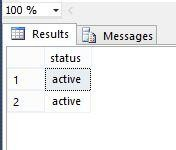 100 %
Results Messages
status
1 active
2 active